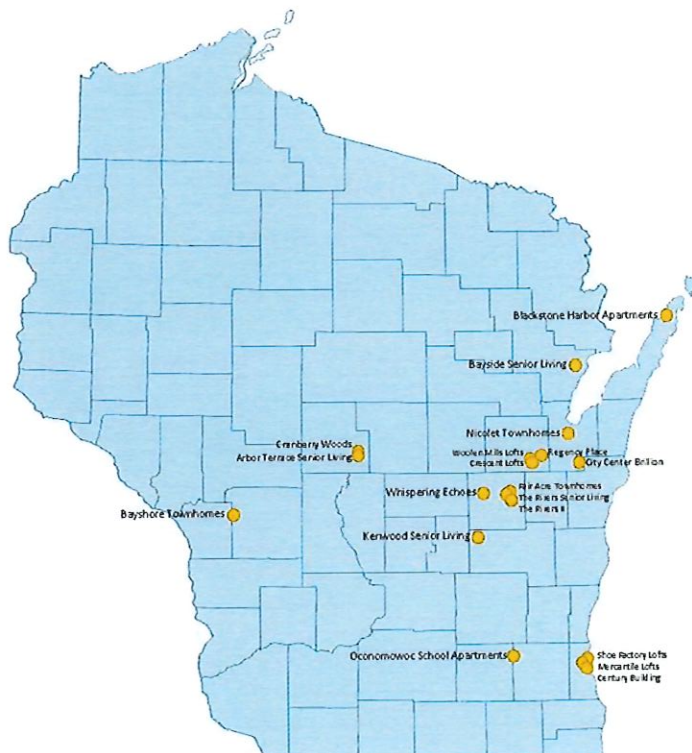 Blackstone Harbor Apartments
Bayside Senior Living
Nicolet Townhomes
Cranberry Woods
Arbor Terrace Senior Living
Woolen Mills Lofts
Regency Place
Crescent Lofts
City Center Brillion
Whispering Echoes
Fair Acre Townhomes
The Rivers Senior Living
The Rivers II
Bayshore Townhomes
Kenwood Senior Living
Oconomowoc School Apartments
Shoe Factory Lofts
Mercantile Lofts
Century Building